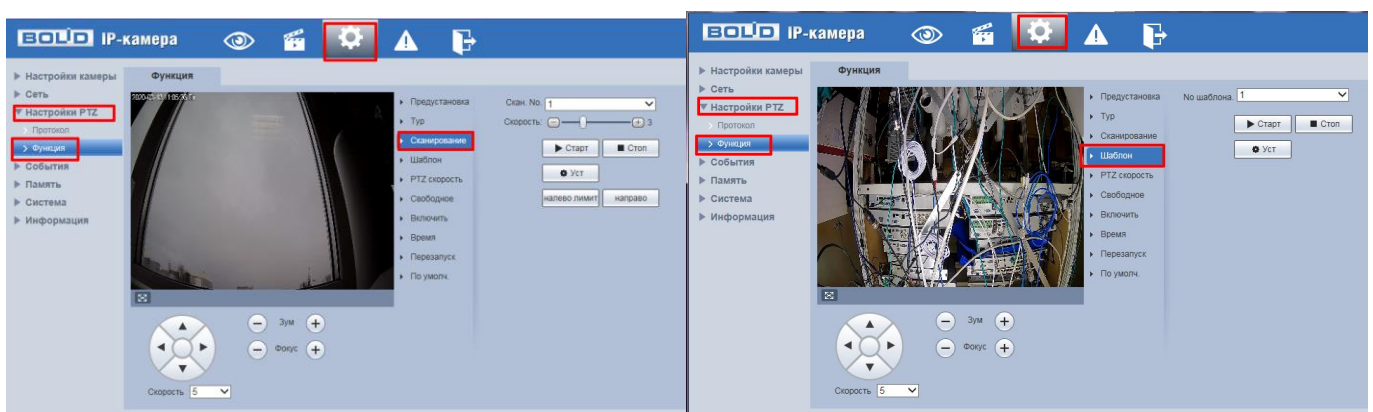 BOLID IP-камера
Настройки камеры
Сеть
Настройки PTZ
Протокол
Функция
События
Память
Система
Информация
Функция
Предустановка
Тур
Сканирование
Шаблон
PTZ скорость
Свободное
Включить
Время
Перезапуск
По умолч.
Скан. No. 1
Скорость: 3
Старт
Стоп
Уст
налево лимит
направо
Зум
Фокус
Скорость 5
BOLID IP-камера
Настройки камеры
Сеть
Настройки PTZ
Протокол
Функция
События
Память
Система
Информация
Функция
Предустановка
Тур
Сканирование
Шаблон
PTZ скорость
Свободное
Включить
Время
Перезапуск
По умолч.
No шаблона. 1
Старт
Стоп
Уст
Зум
Фокус
Скорость 5